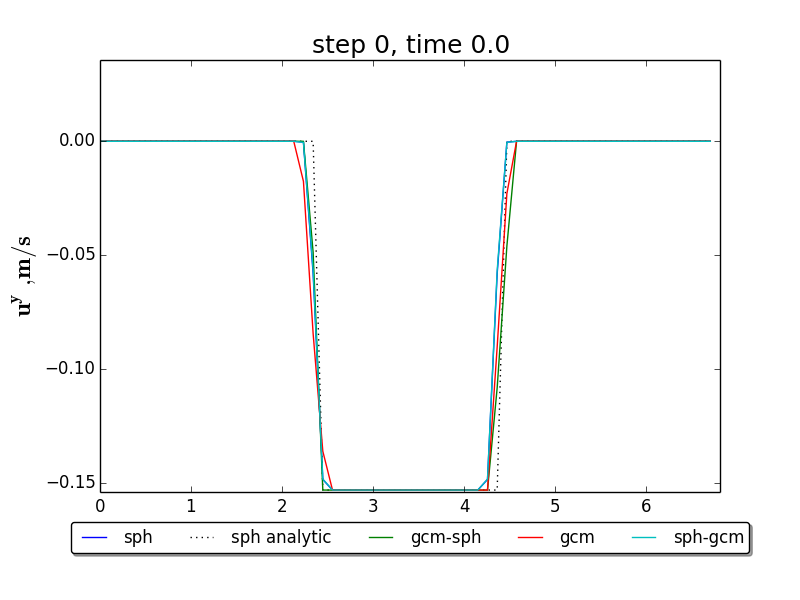 step 0, time 0.0
0.00
−0.05
−0.10
−0.15
u^y ,m/s
0 1 2 3 4 5 6
sph sph analytic gcm-sph gcm sph-gcm